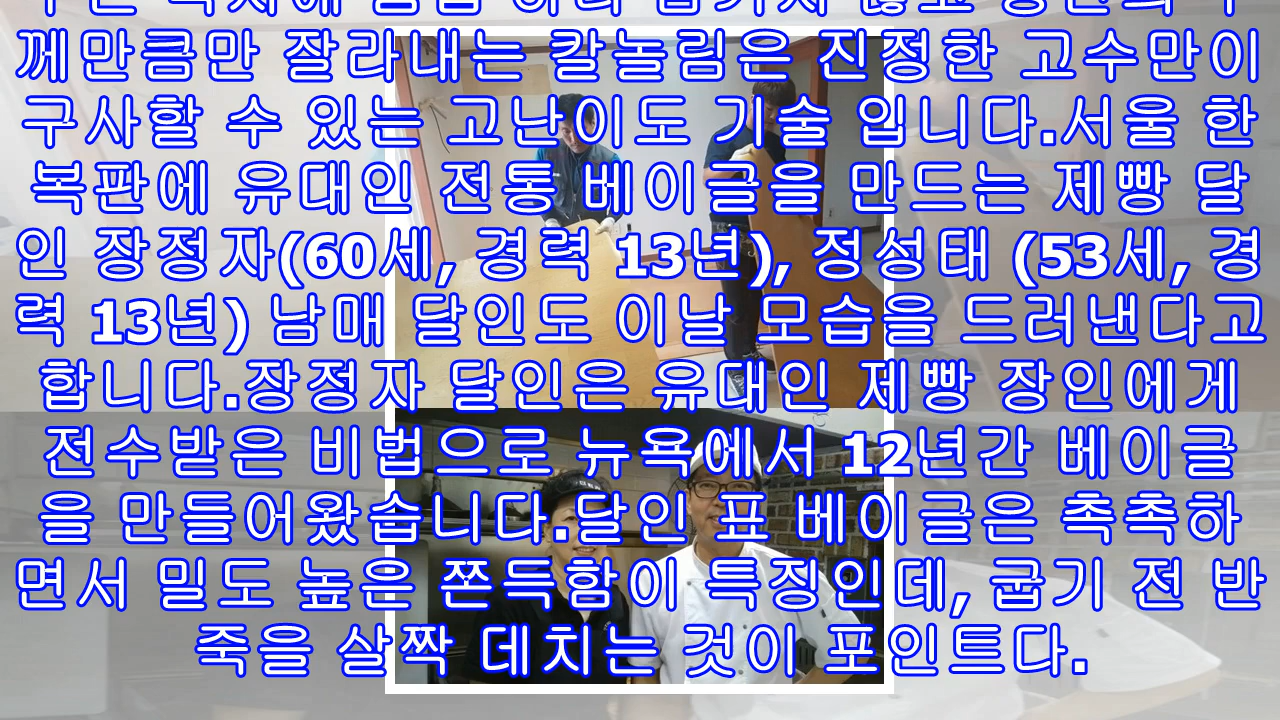 께만큼만 잘라내는 칼놀림은 진정한 고수만이
구사할 수 있는 고난이도 기술 입니다.서울 한
복판에 유대인 전통 베이글을 만드는 제빵 달
인 장정자(60세, 경력 13년), 정성태 (53세, 경
력 13년) 남매 달인도 이날 모습을 드러낸다고
합니다.장정자 달인은 유대인 제빵 장인에게
전수받은 비법으로 뉴욕에서 12년간 베이글
을 만들어왔습니다.달인 표 베이글은 촉촉하
면서 밀도 높은 쫀득함이 특징인데, 굽기 전 반
죽을 살짝 데치는 것이 포인트다.